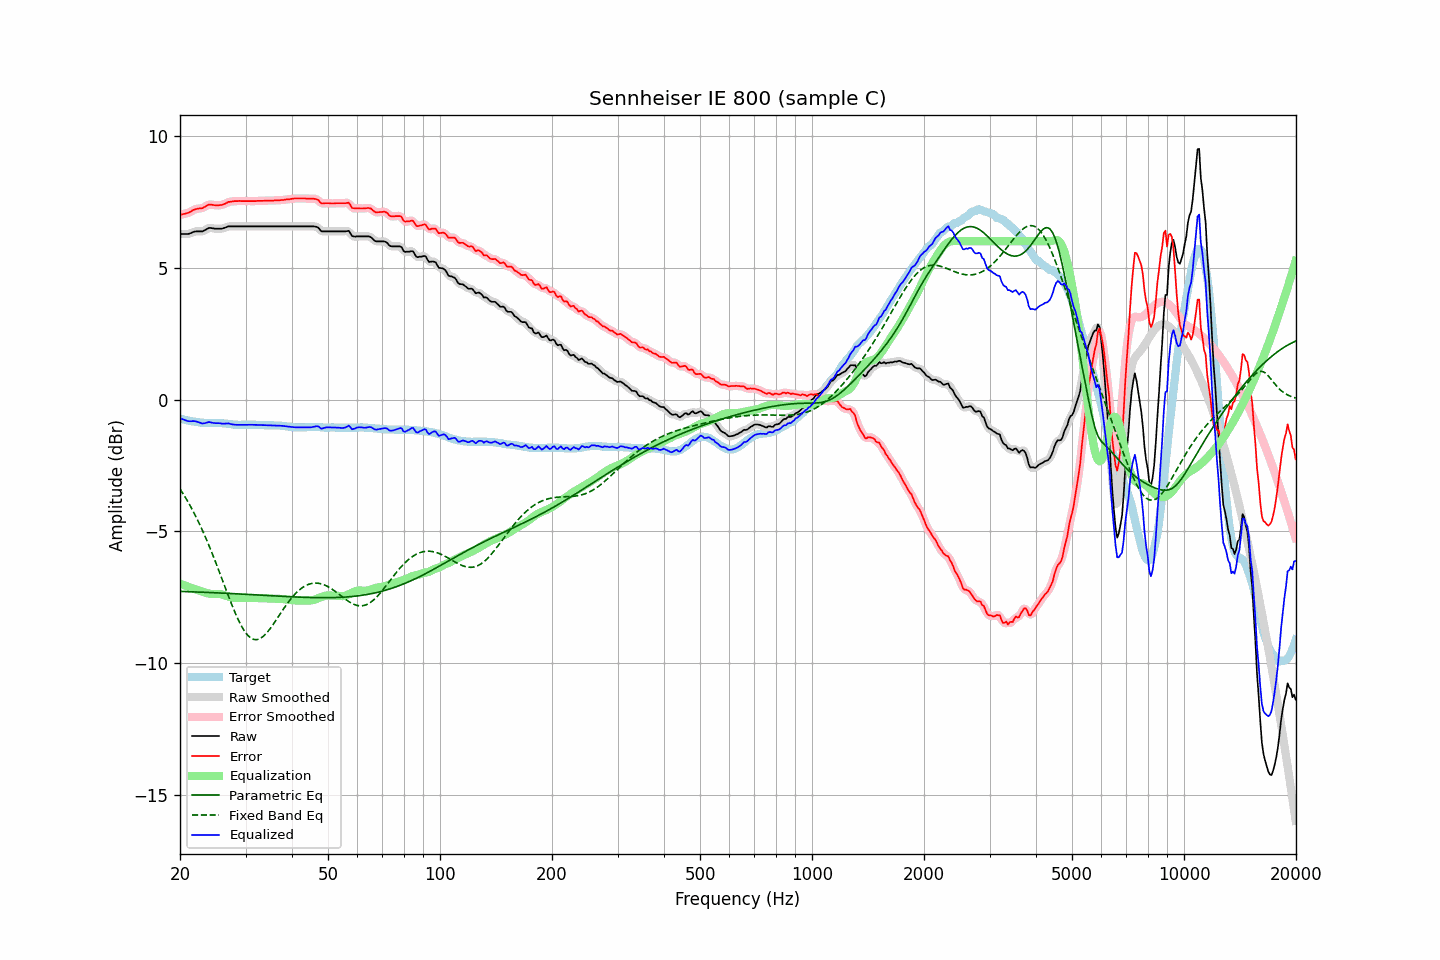 Sennheiser IE 800 (sample C)
10
5
0
−5
−10
−15
Amplitude (dBr)
Target
Raw Smoothed
Error Smoothed
Raw
Error
Equalization
Parametric Eq
Fixed Band Eq
Equalized
20 50 100 200 500 1000 2000 5000 10000 20000
Frequency (Hz)